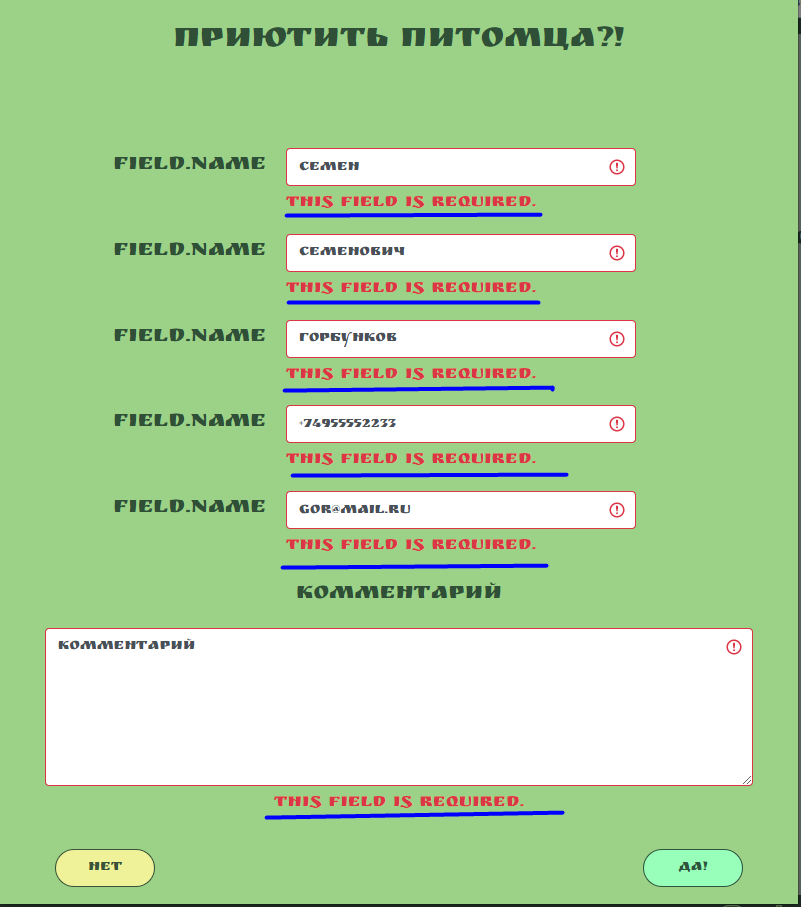 ПРИЮТИТЬ ПИТОМЦА?!
FIELD.NAME СЕМЕН
THIS FIELD IS REQUIRED.
FIELD.NAME СЕМЕНОВИЧ
THIS FIELD IS REQUIRED.
FIELD.NAME ГОРБУНКОВ
THIS FIELD IS REQUIRED.
FIELD.NAME +74955552233
THIS FIELD IS REQUIRED.
FIELD.NAME GOR@MAIL.RU
THIS FIELD IS REQUIRED.
КОММЕНТАРИЙ
КОММЕНТАРИЙ
THIS FIELD IS REQUIRED.
НЕТ ДА!